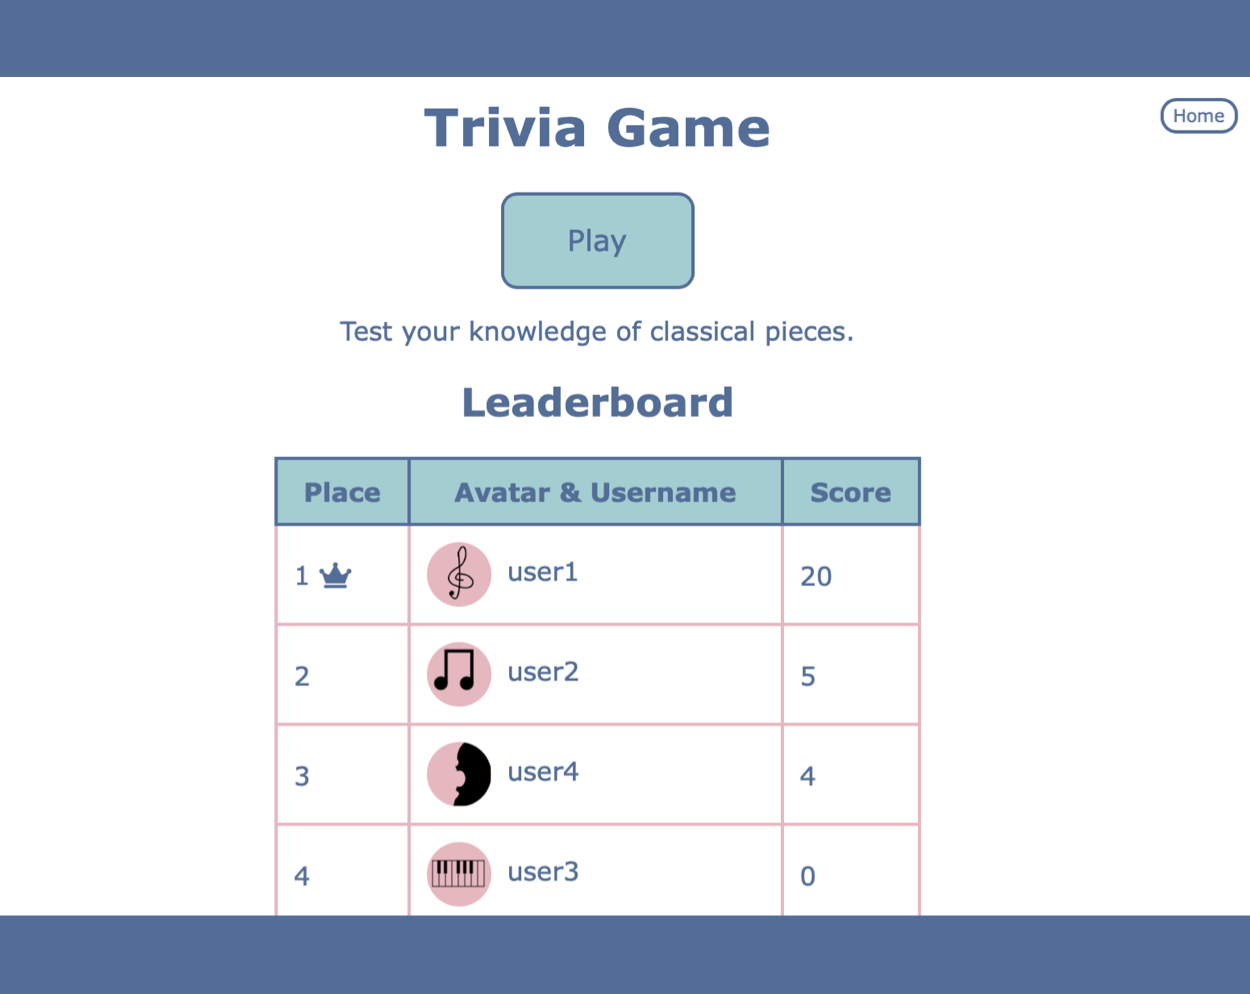 Home
Trivia Game
Play
Test your knowledge of classical pieces.
Leaderboard
Place Avatar & Username Score
1 user1 20
2 user2 5
3 user4 4
4 user3 0